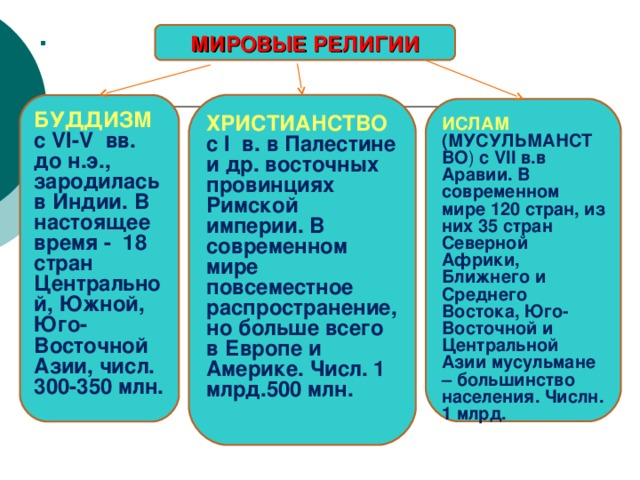 МИРОВЫЕ РЕЛИГИИ
БУДДИЗМ
с VI-V вв.
до н.э.,
зародилась
в Индии. В
настоящее
время - 18
стран
Центрально
й, Южной,
Юго-
Восточной
Азии, числ.
300-350 млн.
ХРИСТИАНСТВО
с I в. в Палестине
и др. восточных
провинциях
Римской
империи. В
современном
мире
повсеместное
распространение,
но больше всего
в Европе и
Америке. Числ. 1
млрд.500 млн.
ИСЛАМ
(МУСУЛЬМАНСТ
ВО) с VII в.в
Аравии. В
современном
мире 120 стран, из
них 35 стран
Северной
Африки,
Ближнего и
Среднего
Востока, Юго-
Восточной и
Центральной
Азии мусульмане
– большинство
населения. Числн.
1 млрд.